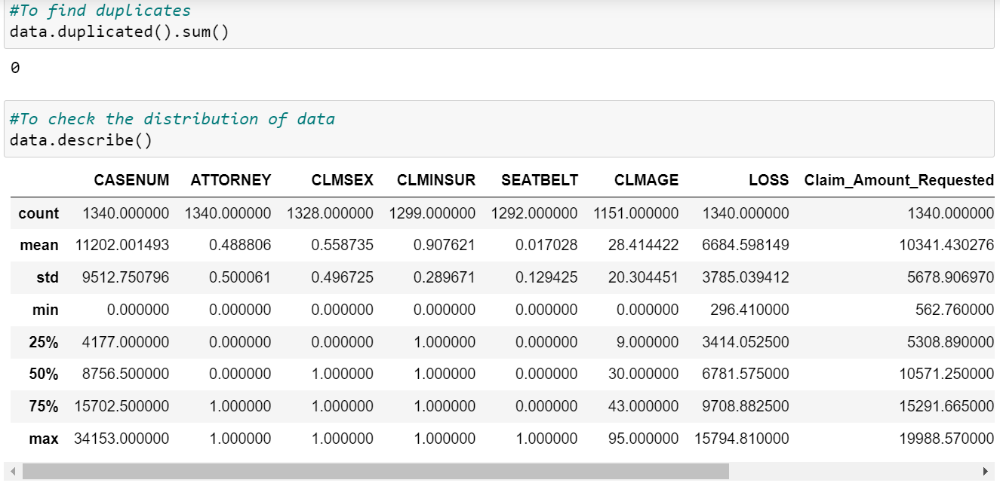 #To find duplicates
data.duplicated().sum()
0
#To check the distribution of data
data.describe()
CASENUM ATTORNEY CLMSEX CLMINSUR SEATBELT CLMAGE LOSS Claim_Amount_Requested
count 1340.000000 1340.000000 1328.000000 1299.000000 1292.000000 1151.000000 1340.000000 1340.000000
mean 11202.001493 0.488806 0.558735 0.907621 0.017028 28.414422 6684.598149 10341.430276
std 9512.750796 0.500061 0.496725 0.289671 0.129425 20.304451 3785.039412 5678.906970
min 0.000000 0.000000 0.000000 0.000000 0.000000 0.000000 296.410000 562.760000
25% 4177.000000 0.000000 0.000000 1.000000 0.000000 9.000000 3414.052500 5308.890000
50% 8756.500000 0.000000 1.000000 1.000000 0.000000 30.000000 6781.575000 10571.250000
75% 15702.500000 1.000000 1.000000 1.000000 0.000000 43.000000 9708.882500 15291.665000
max 34153.000000 1.000000 1.000000 1.000000 1.000000 95.000000 15794.810000 19988.570000